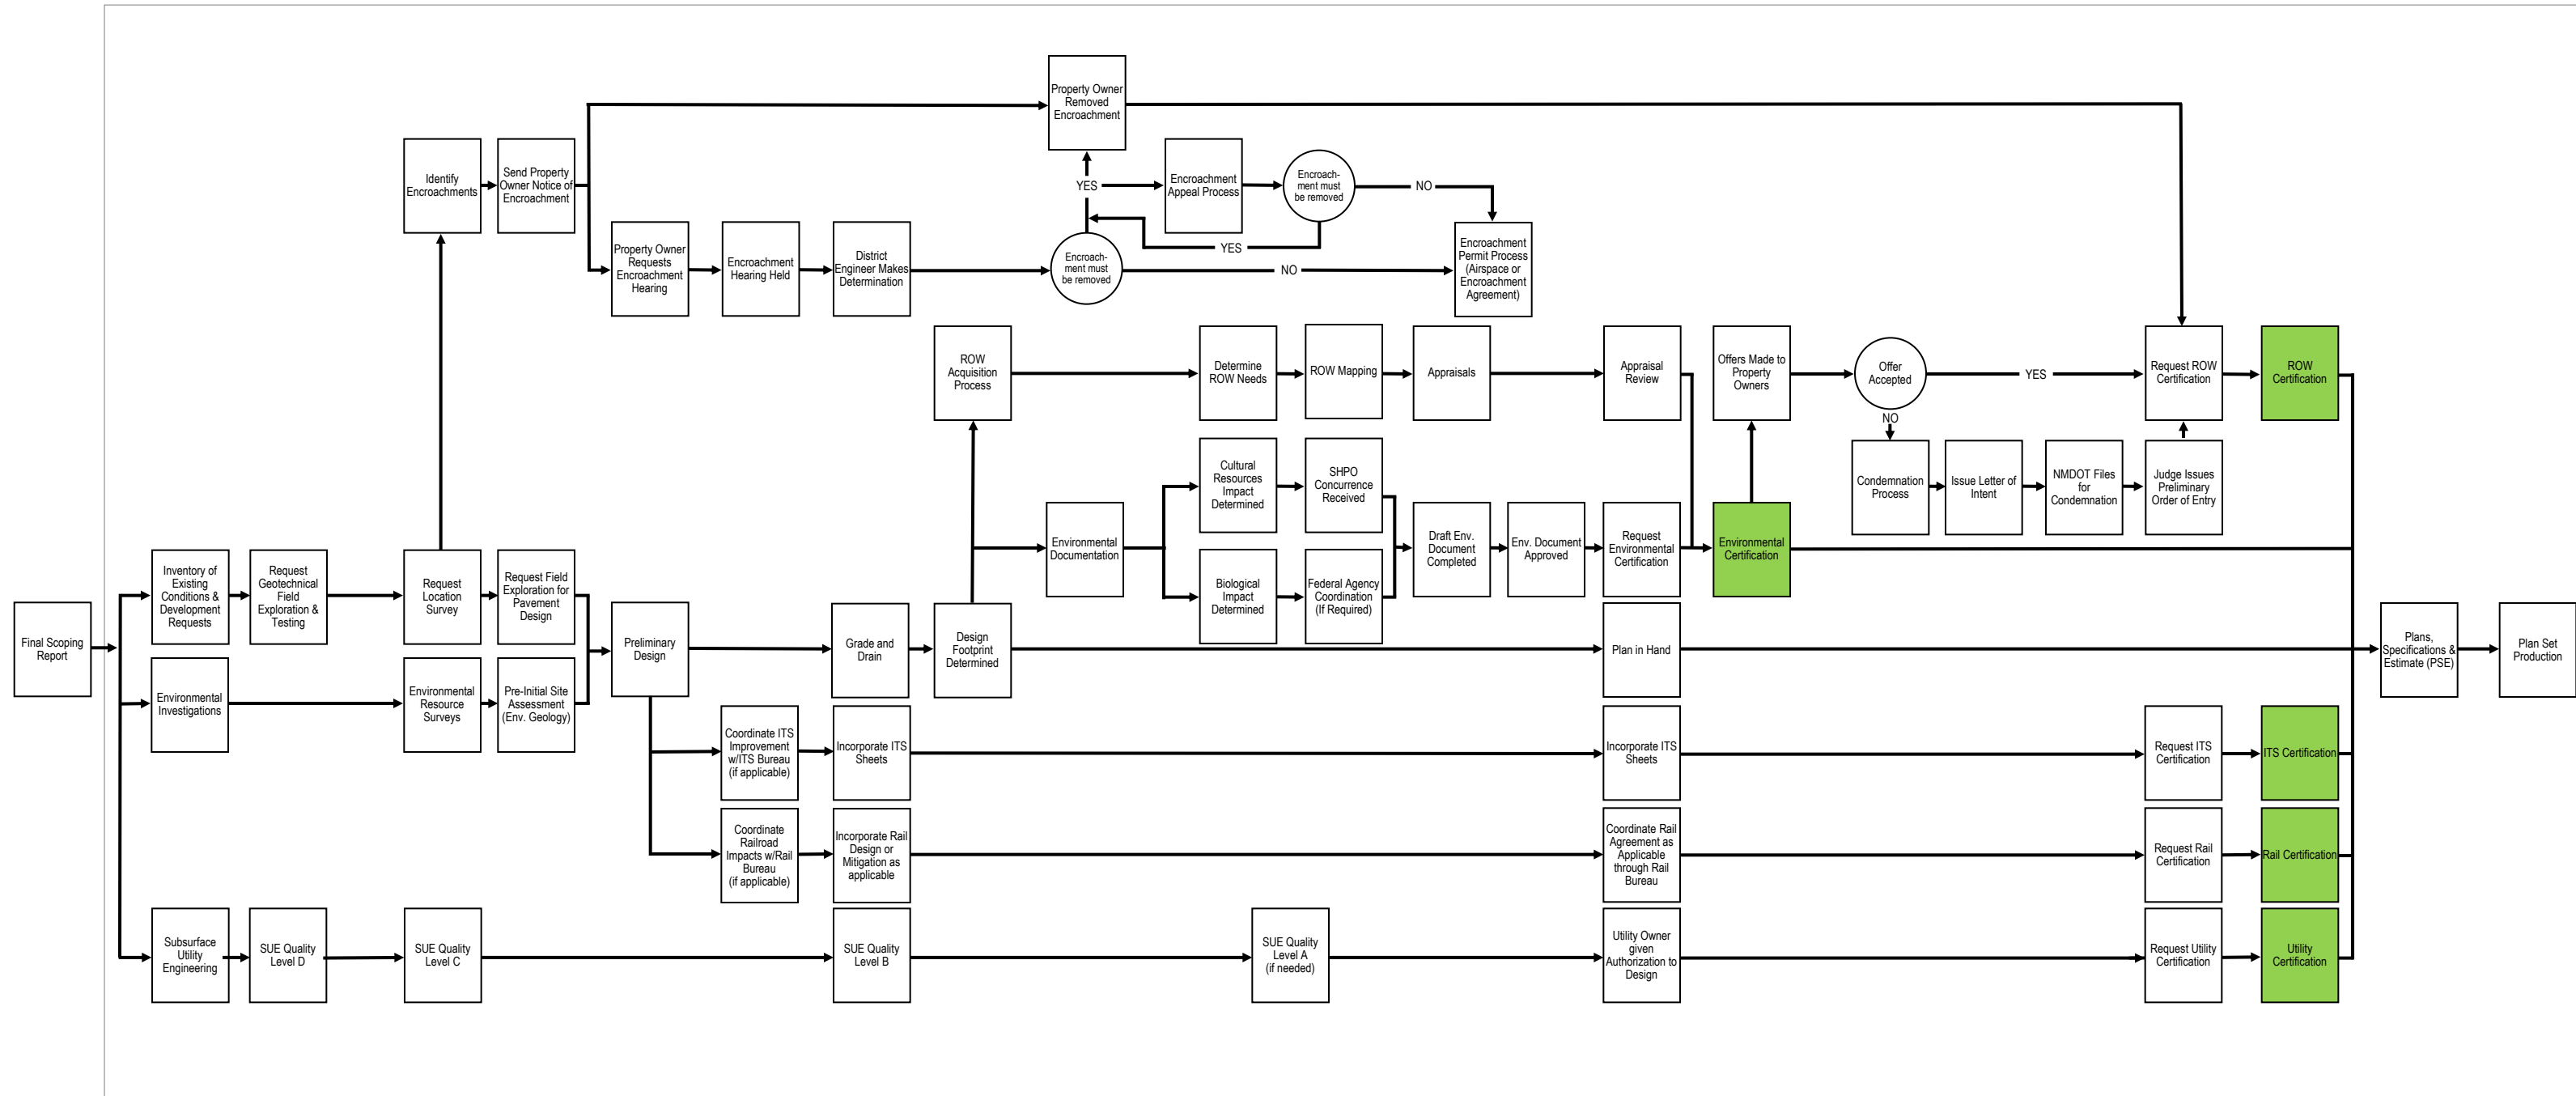 Property Owner
Removed
Encroachment
Identify
Encroachments
Send Property
Owner Notice of
Encroachment
YES
Encroachment
Appeal Process
Encroach-
ment must
be removed
NO
Property Owner
Requests
Encroachment
Hearing
Encroachment
Hearing Held
District
Engineer Makes
Determination
Encroach-
ment must
be removed
YES
NO
Encroachment
Permit Process
(Airspace or
Encroachment
Agreement)
ROW
Acquisition
Process
Determine
ROW Needs
ROW Mapping
Appraisals
Appraisal
Review
Offers Made to
Property
Owners
Offer
Accepted
YES
NO
Request ROW
Certification
ROW
Certification
Cultural
Resources
Impact
Determined
SHPO
Concurrence
Received
Condemnation
Process
Issue Letter of
Intent
NMDOT Files
for
Condemnation
Judge Issues
Preliminary
Order of Entry
Environmental
Documentation
Biological
Impact
Determined
Federal Agency
Coordination
(If Required)
Draft Env.
Document
Completed
Env. Document
Approved
Request
Environmental
Certification
Environmental
Certification
Inventory of
Existing
Conditions &
Development
Requests
Request
Geotechnical
Field
Exploration &
Testing
Request
Location
Survey
Request Field
Exploration for
Pavement
Design
Final Scoping
Report
Preliminary
Design
Grade and
Drain
Design
Footprint
Determined
Plan in Hand
Plans,
Specifications &
Estimate (PSE)
Plan Set
Production
Environmental
Investigations
Environmental
Resource
Surveys
Pre-Initial Site
Assessment
(Env. Geology)
Coordinate ITS
Improvement
w/ITS Bureau
(if applicable)
Incorporate ITS
Sheets
Incorporate ITS
Sheets
Request ITS
Certification
ITS Certification
Coordinate
Railroad
Impacts w/Rail
Bureau
(if applicable)
Incorporate Rail
Design or
Mitigation as
applicable
Coordinate Rail
Agreement as
Applicable
through Rail
Bureau
Request Rail
Certification
Rail Certification
Subsurface
Utility
Engineering
SUE Quality
Level D
SUE Quality
Level C
SUE Quality
Level B
SUE Quality
Level A
(if needed)
Utility Owner
given
Authorization to
Design
Request Utility
Certification
Utility
Certification